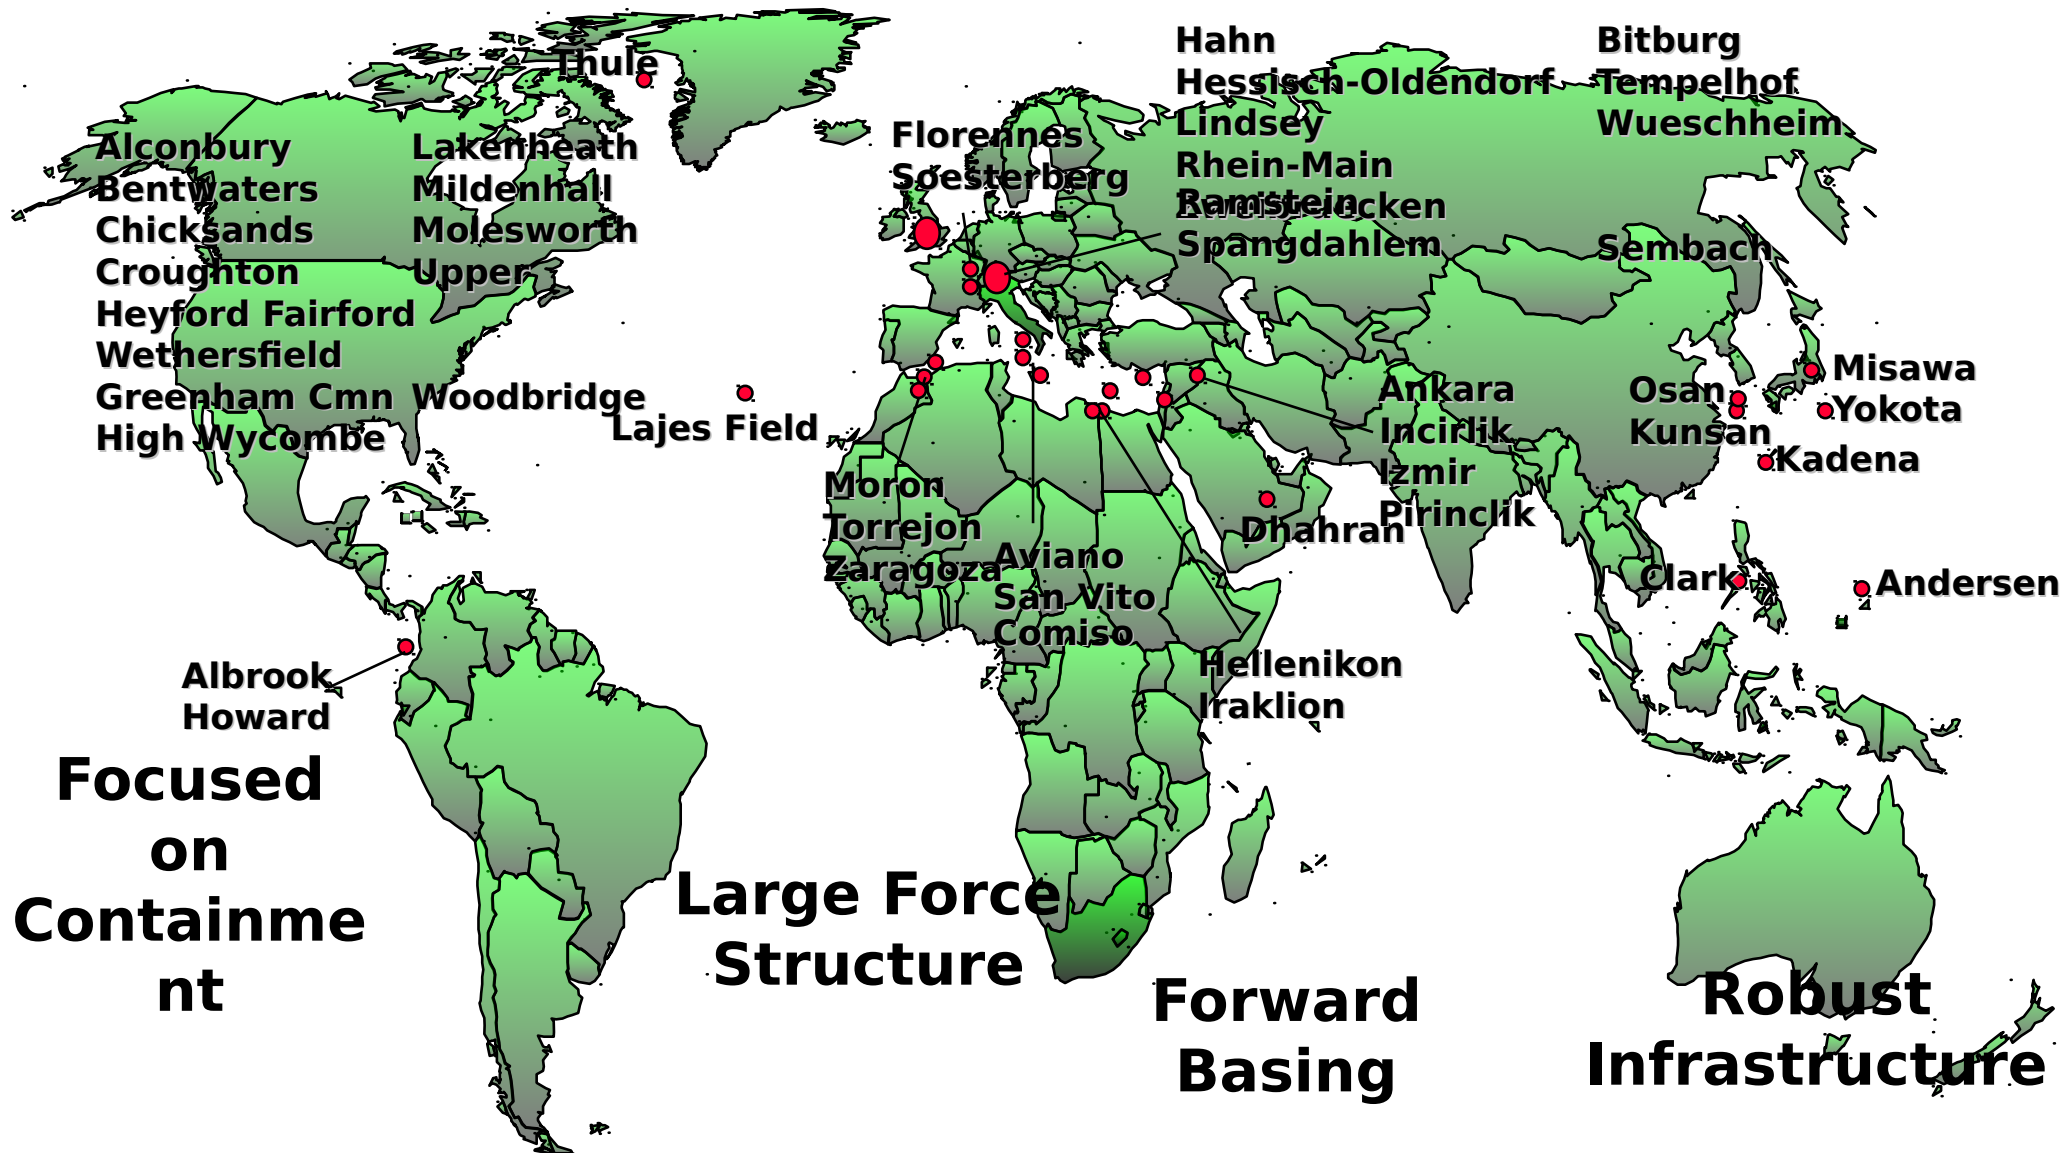 Thule
Hahn
Hessisch-Oldendorf
Lindsey
Rhein-Main
Zweibruecken
Ramstein
Spangdahlem
Bitburg
Tempelhof
Wueschheim
Sembach
Florennes
Soesterberg
Alconbury
Bentwaters
Chicksands
Croughton
Heyford Fairford
Wethersfield
Greenham Cmn
High Wycombe
Lakenheath
Mildenhall
Molesworth
Upper
Woodbridge
Lajes Field
Moron
Torrejon
Zaragoza
Aviano
San Vito
Comiso
Hellenikon
Iraklion
Dhahran
Ankara
Incirlik
Izmir
Pirinclik
Osan
Kunsan
Misawa
Yokota
Kadena
Clark
Andersen
Albrook
Howard
Focused
on
Containme
nt
Large Force
Structure
Forward
Basing
Robust
Infrastructure